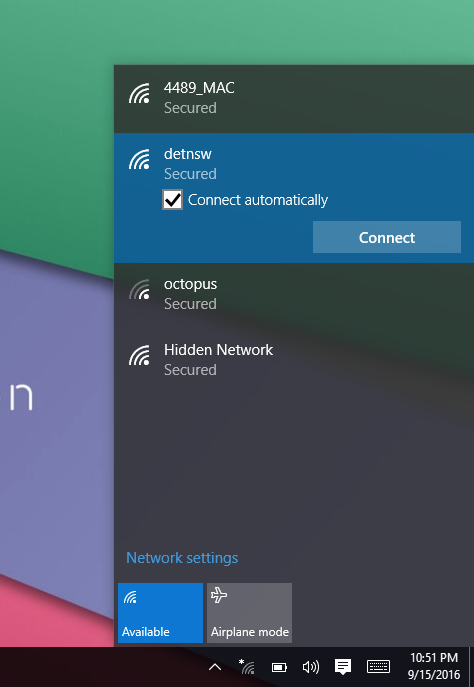 4489_MAC
Secured
detnsw
Secured
Connect automatically
Connect
octopus
Secured
Hidden Network
Secured
n
Network settings
Available
Airplane mode
10:51 PM
9/15/2016